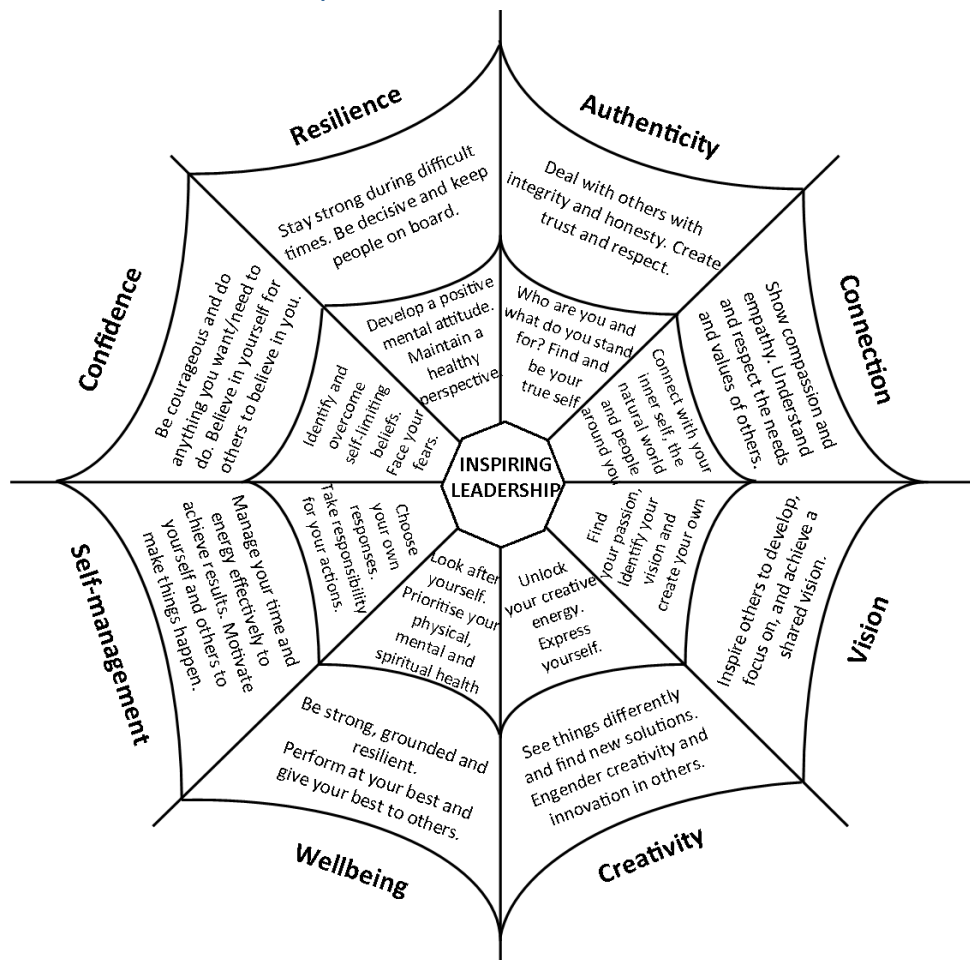 INSPIRING
LEADERSHIP
Authenticity
Deal with others with
integrity and honesty. Create
trust and respect.
Who are you and
what do you stand
for? Find and
be your
true self
Connection
Show compassion and
empathy. Understand
and respect the needs
and values of others.
Connect with your
inner self, the
natural world
and people
around you
Vision
Inspire others to develop,
focus on, and achieve a
shared vision.
Find
your passion,
Identify your
vision and
create your own
Creativity
See things differently
and find new solutions.
Engender creativity and
innovation in others.
Unlock
your creative
energy.
Express
yourself.
Wellbeing
Be strong, grounded and
resilient.
Perform at your best and
give your best to others.
Look after
yourself.
Prioritise your
physical,
mental and
spiritual health
Self-management
Manage your time and
energy effectively to
achieve results. Motivate
yourself and others to
make things happen.
Choose
your own
responses.
Take responsibility
for your actions.
Confidence
Be courageous and do
anything you want/need to
do. Believe in yourself for
others to believe in you.
Identify and
overcome
self-limiting
beliefs.
Face your
fears.
Resilience
Stay strong during difficult
times. Be decisive and keep
people on board.
Develop a positive
mental attitude.
Maintain a
healthy
perspective.